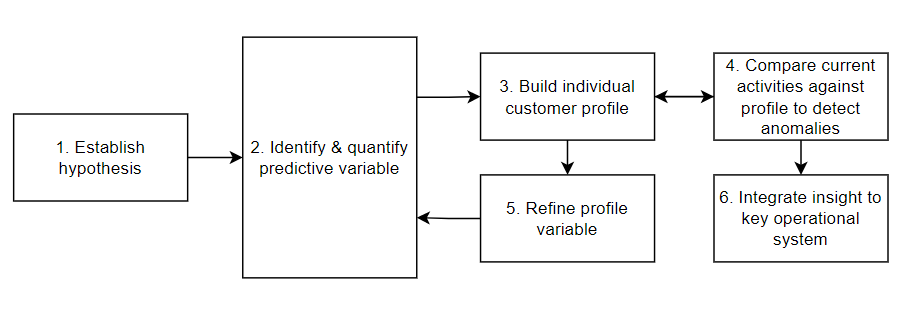 1. Establish
hypothesis
2. Identify & quantify
predictive variable
3. Build individual
customer profile
4. Compare current
activities against
profile to detect
anomalies
5. Refine profile
variable
6. Integrate insight to
key operational
system